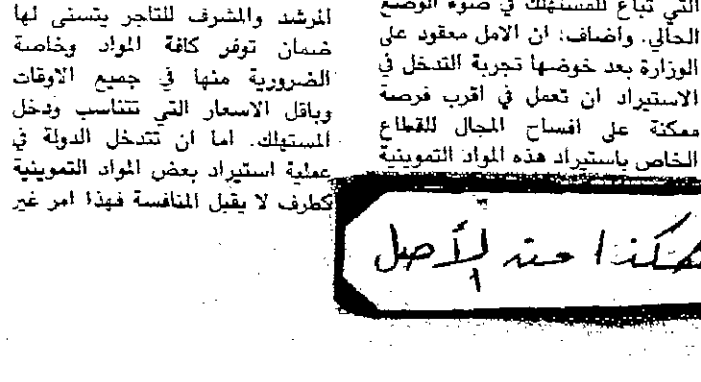 التي تباع للمستهلك في ضوء الوضع
الحالي. واضاف: ان الامل معقود على
الوزارة بعد خوضها تجربة التدخل في
الاستيراد ان تعمل في اقرب فرصة
ممكنة على افساح المجال للقطاع
الخاص باستيراد هذه المواد التموينية
المرشد والمشرف للتاجر يتسنى لها
ضمان توفر كافة المواد وخاصة
الضرورية منها في جميع الاوقات
وباقل الاسعار التي تتناسب ودخل
المستهلك. اما ان تتدخل الدولة في
عملية استيراد بعض المواد التموينية
كطرف لا يقبل المنافسة فهذا امر غير
هكذا من الأصل